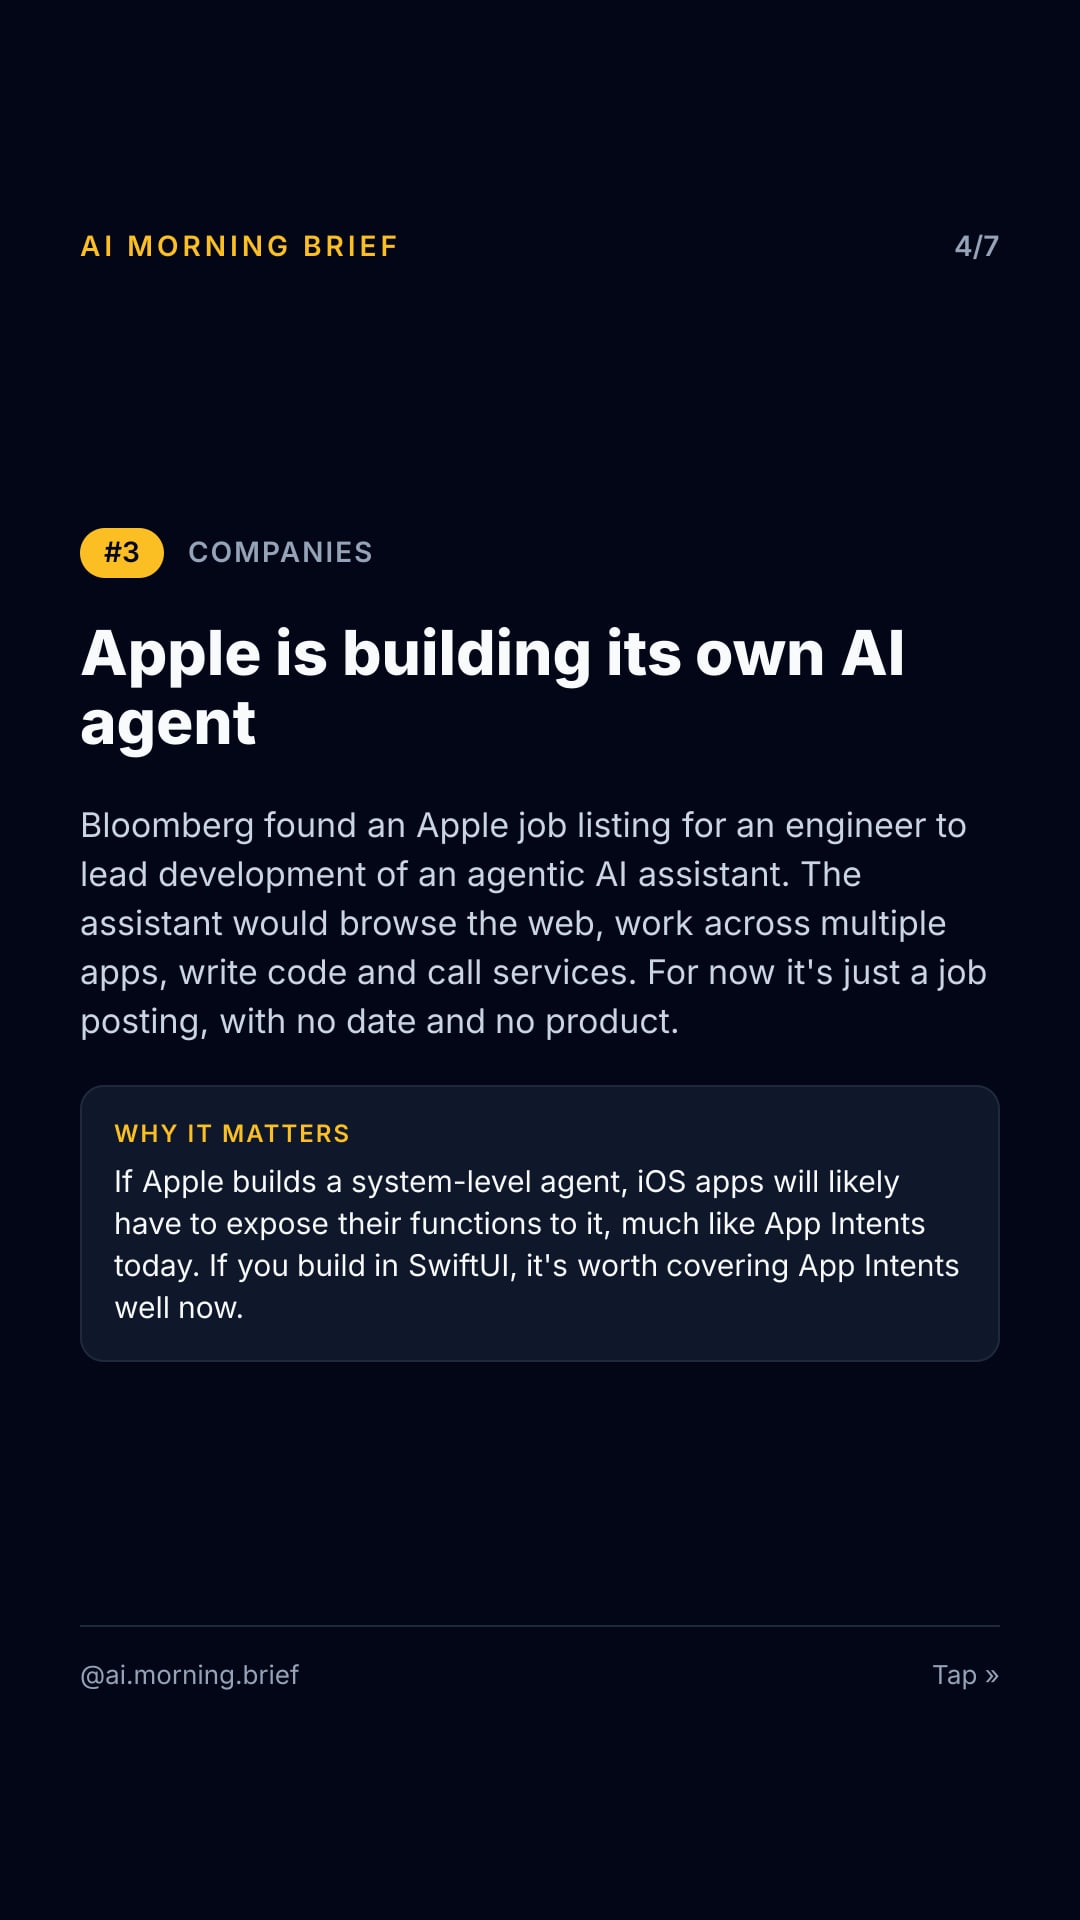 AI MORNING BRIEF
4/7
#3
COMPANIES
Apple is building its own AI
agent
Bloomberg found an Apple job listing for an engineer to
lead development of an agentic AI assistant. The
assistant would browse the web, work across multiple
apps, write code and call services. For now it's just a job
posting, with no date and no product.
WHY IT MATTERS
If Apple builds a system-level agent, iOS apps will likely
have to expose their functions to it, much like App Intents
today. If you build in SwiftUI, it's worth covering App Intents
well now.
@ai.morning.brief
Tap »